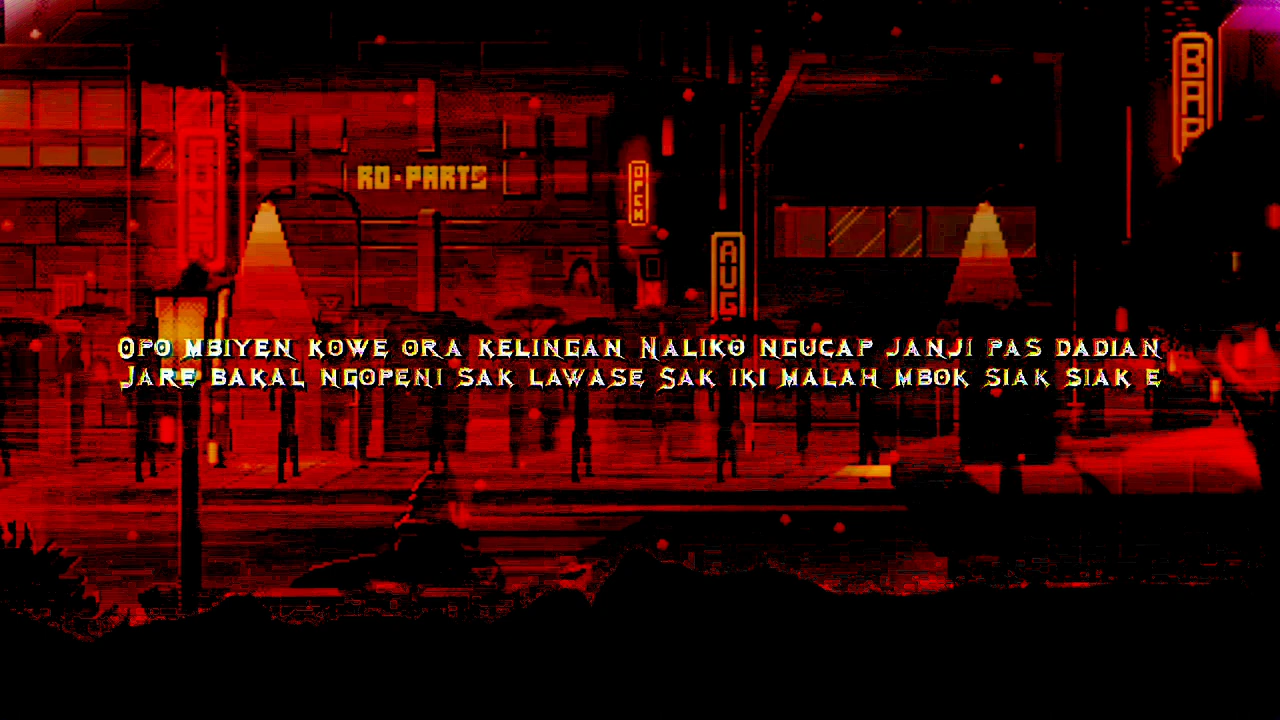 BAR
RO-PARTS
OPEN
AUG
Opo mbiyen kowe ora kelingan Naliko ngucap janji pas dadian
Jare bakal ngopeni sak lawase Sak iki malah mbok siak siak e